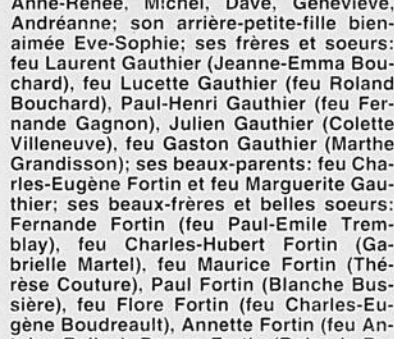 Anne-Renée, Michel, Dave, Geneviève,
Andréanne; son arrière-petite-fille bien-
aimée Eve-Sophie; ses frères et soeurs:
feu Laurent Gauthier (Jeanne-Emma Bou-
chard), feu Lucette Gauthier (feu Roland
Bouchard), Paul-Henri Gauthier (feu Fer-
nande Gagnon), Julien Gauthier (Colette
Villeneuve), feu Gaston Gauthier (Marthe
Grandisson); ses beaux-parents: feu Cha-
rles-Eugène Fortin et feu Marguerite Gau-
thier; ses beaux-frères et belles soeurs:
Fernande Fortin (feu Paul-Emile Trem-
blay), feu Charles-Hubert Fortin (Ga-
brielle Martel), feu Maurice Fortin (Thé-
rèse Couture), Paul Fortin (Blanche Bus-
sière), feu Flore Fortin (feu Charles-Eu-
gène Boudreault), Annette Fortin (feu An-